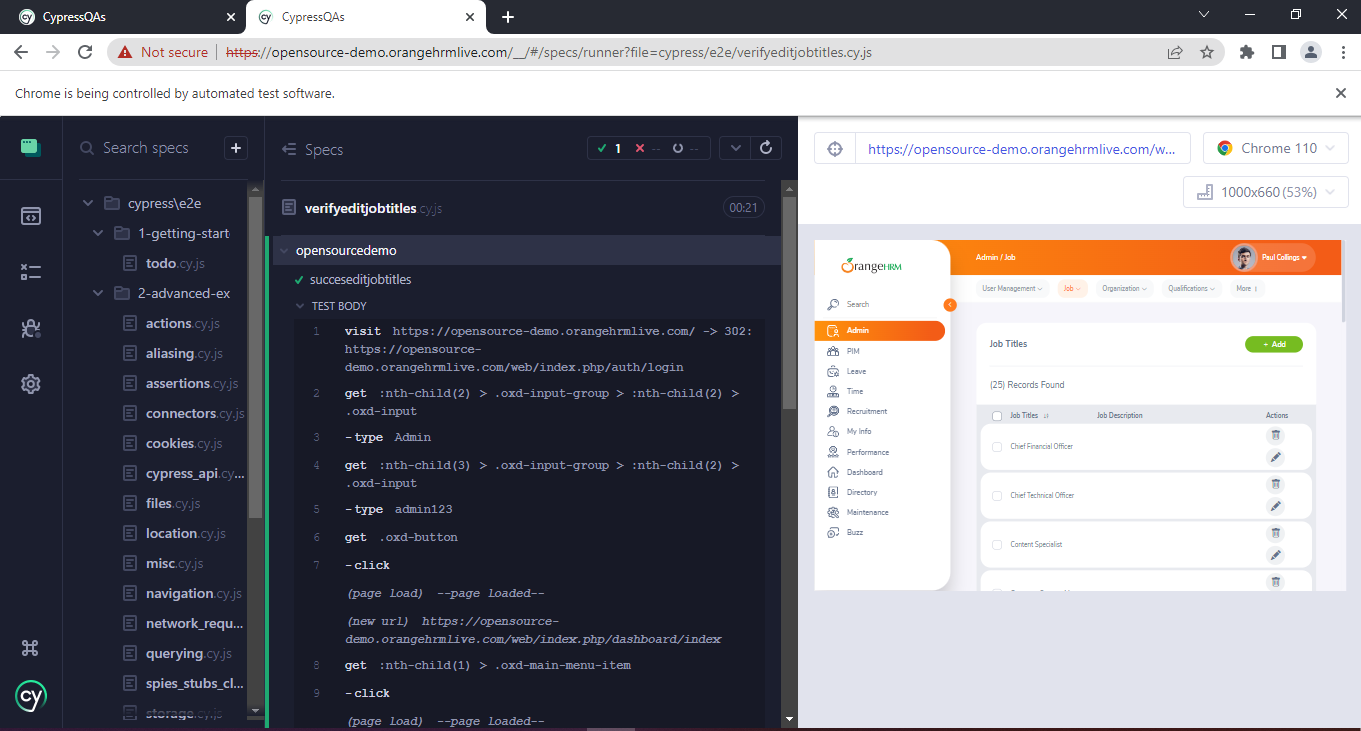 CypressQAs
CypressQAs
Not secure
https://opensource-demo.orangehrmlive.com/__/#/specs/runner?file=cypress/e2e/verifyeditjobtitles.cy.js
Chrome is being controlled by automated test software.
Search specs
cypress\e2e
1-getting-start
todo.cy.js
2-advanced-ex
actions.cy.js
aliasing.cy.js
assertions.cy.js
connectors.cy.js
cookies.cy.js
cypress_api.cy...
files.cy.js
location.cy.js
misc.cy.js
navigation.cy.js
network_requ...
querying.cy.js
spies_stubs_cl...
storage.cy.js
cy
Specs
1 -- --
verifyeditjobtitles.cy.js 00:21
opensourcedemo
succeseditjobtitles
TEST BODY
1 visit https://opensource-demo.orangehrmlive.com/ -> 302:
https://opensource-
demo.orangehrmlive.com/web/index.php/auth/login
2 get :nth-child(2) > .oxd-input-group > :nth-child(2) >
.oxd-input
3 -type Admin
4 get :nth-child(3) > .oxd-input-group > :nth-child(2) >
.oxd-input
5 -type admin123
6 get .oxd-button
7 -click
(page load) --page loaded--
(new url) https://opensource-
demo.orangehrmlive.com/web/index.php/dashboard/index
8 get :nth-child(1) > .oxd-main-menu-item
9 -click
(page load) --page loaded--
https://opensource-demo.orangehrmlive.com/w...
Chrome 110
1000x660 (53%)
OrangeHRM
Search
Admin
PIM
Leave
Time
Recruitment
My Info
Performance
Dashboard
Directory
Maintenance
Buzz
Admin / Job
Paul Collings
User Management
Job
Organization
Qualifications
More
Job Titles
+ Add
(25) Records Found
Job Titles
Job Description
Actions
Chief Financial Officer
Chief Technical Officer
Content Specialist